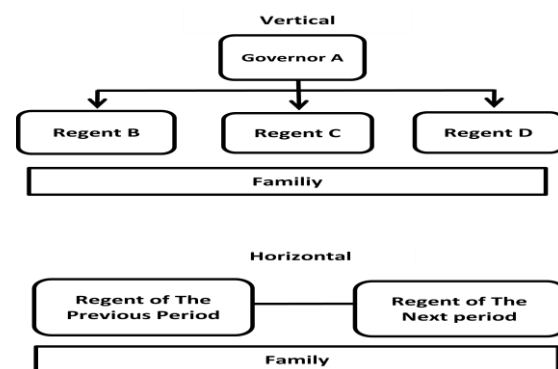 Vertical
Governor A
Regent B
Regent C
Regent D
Familiy
Horizontal
Regent of The
Previous Period
Regent of The
Next period
Family